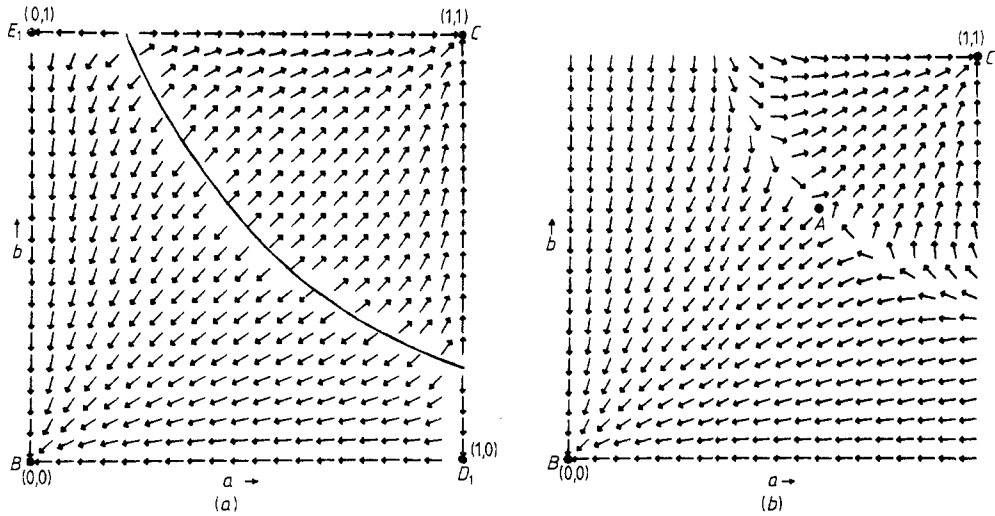 (0,1)
E₁
(1,1)
C
b →
B
(0,0)
a →
(1,0)
D₁
(a)
(1,1)
C
A
b →
B
(0,0)
a →
(b)